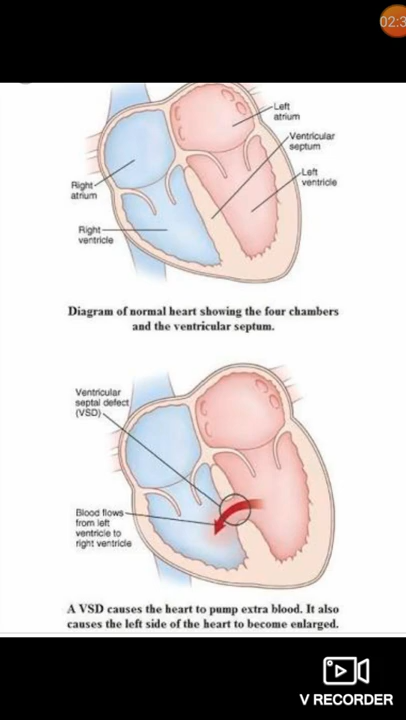 02:3
Left
atrium
Ventricular
septum
Left
ventricle
Right
atrium
Right
ventricle
Diagram of normal heart showing the four chambers
and the ventricular septum.
Ventricular
septal defect
(VSD)
Blood flows
from left
ventricle to
right ventricle
A VSD causes the heart to pump extra blood. It also
causes the left side of the heart to become enlarged.
V RECORDER